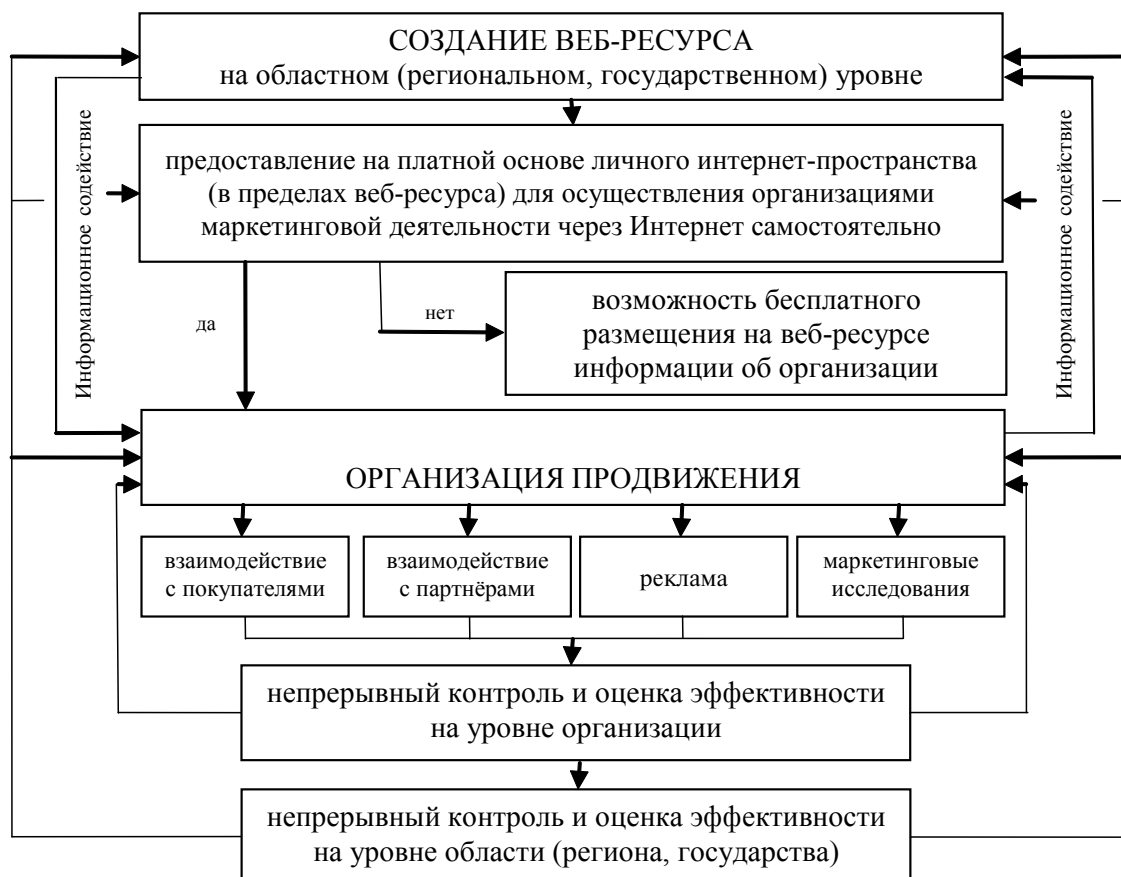 СОЗДАНИЕ ВЕБ-РЕСУРСА
на областном (региональном, государственном) уровне
Информационное содействие
предоставление на платной основе личного интернет-пространства
(в пределах веб-ресурса) для осуществления организациями
маркетинговой деятельности через Интернет самостоятельно
Информационное содействие
да
нет
возможность бесплатного
размещения на веб-ресурсе
информации об организации
ОРГАНИЗАЦИЯ ПРОДВИЖЕНИЯ
взаимодействие
с покупателями
взаимодействие
с партнёрами
реклама
маркетинговые
исследования
непрерывный контроль и оценка эффективности
на уровне организации
непрерывный контроль и оценка эффективности
на уровне области (региона, государства)